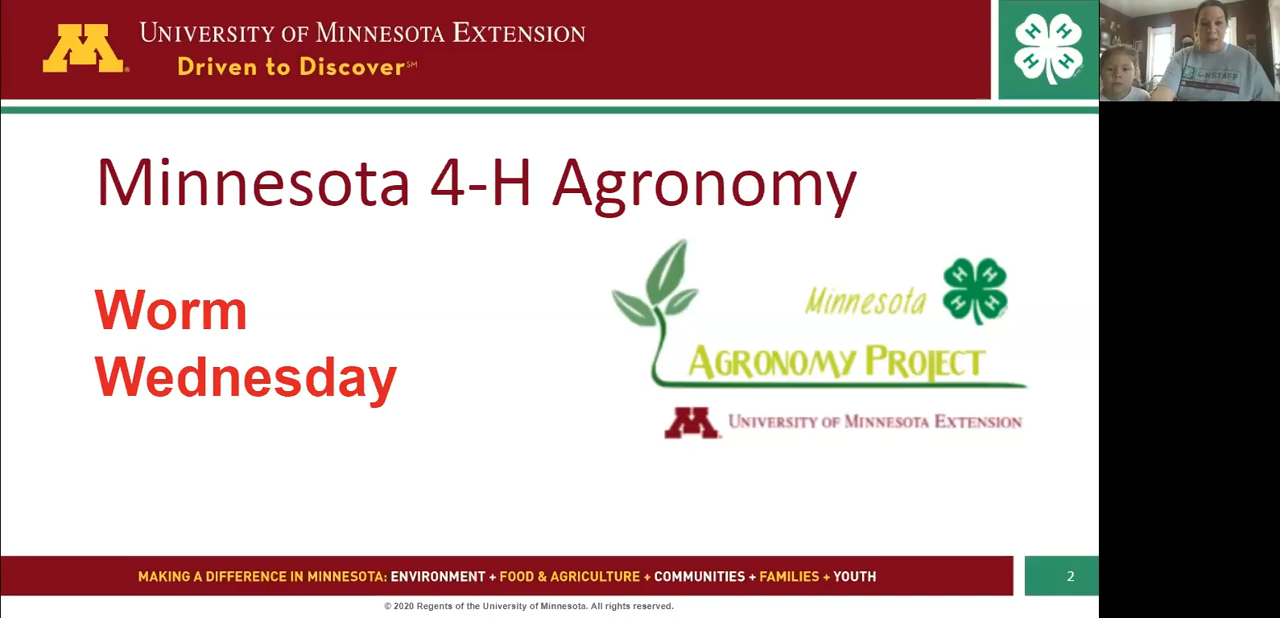 UNIVERSITY OF MINNESOTA EXTENSION
Driven to Discover℠
H H
H H
4-H STAFF
Minnesota 4-H Agronomy
Worm
Wednesday
Minnesota
H H
H H
AGRONOMY PROJECT
UNIVERSITY OF MINNESOTA EXTENSION
MAKING A DIFFERENCE IN MINNESOTA: ENVIRONMENT + FOOD & AGRICULTURE + COMMUNITIES + FAMILIES + YOUTH
2
© 2020 Regents of the University of Minnesota. All rights reserved.